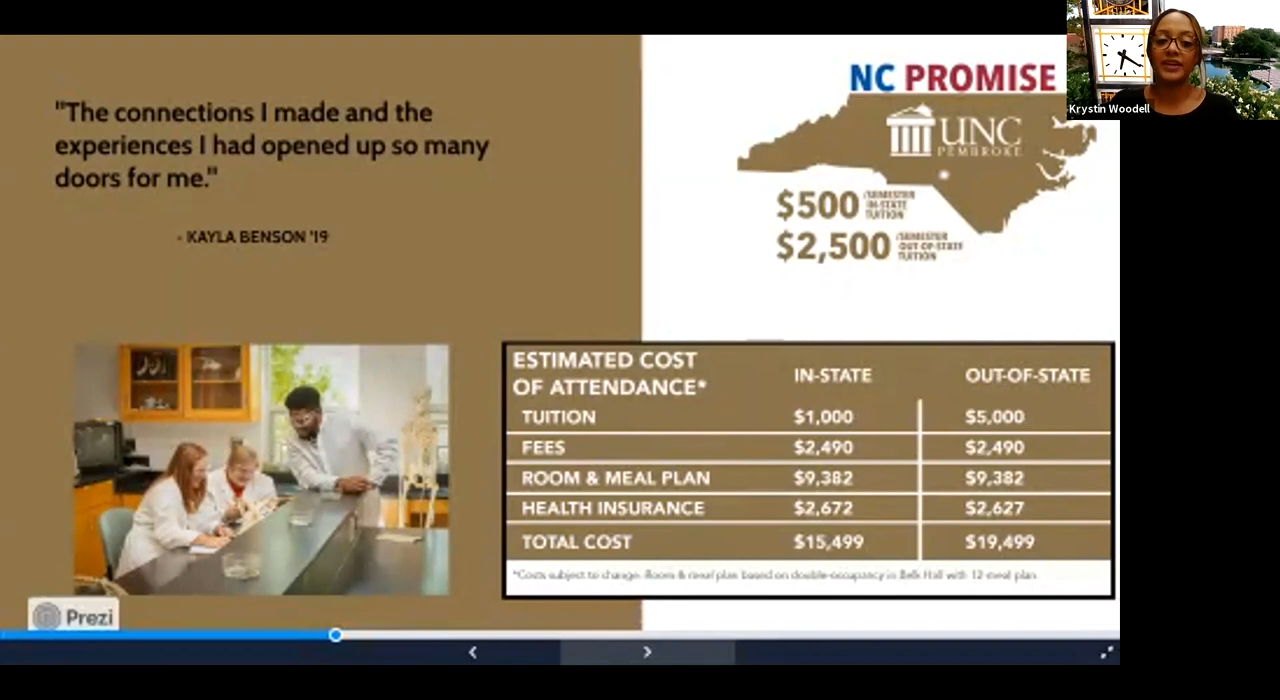 "The connections I made and the
experiences I had opened up so many
doors for me."
- KAYLA BENSON '19
NC PROMISE
UNC
PEMBROKE
$500 /SEMESTER
IN-STATE
TUITION
$2,500 /SEMESTER
OUT-OF-STATE
TUITION
Krystin Woodell
ESTIMATED COST
OF ATTENDANCE* IN-STATE OUT-OF-STATE
TUITION $1,000 $5,000
FEES $2,490 $2,490
ROOM & MEAL PLAN $9,382 $9,382
HEALTH INSURANCE $2,672 $2,627
TOTAL COST $15,499 $19,499
*Costs subject to change. Room & meal plan based on double-occupancy in Belk Hall with 12-meal plan.
Prezi